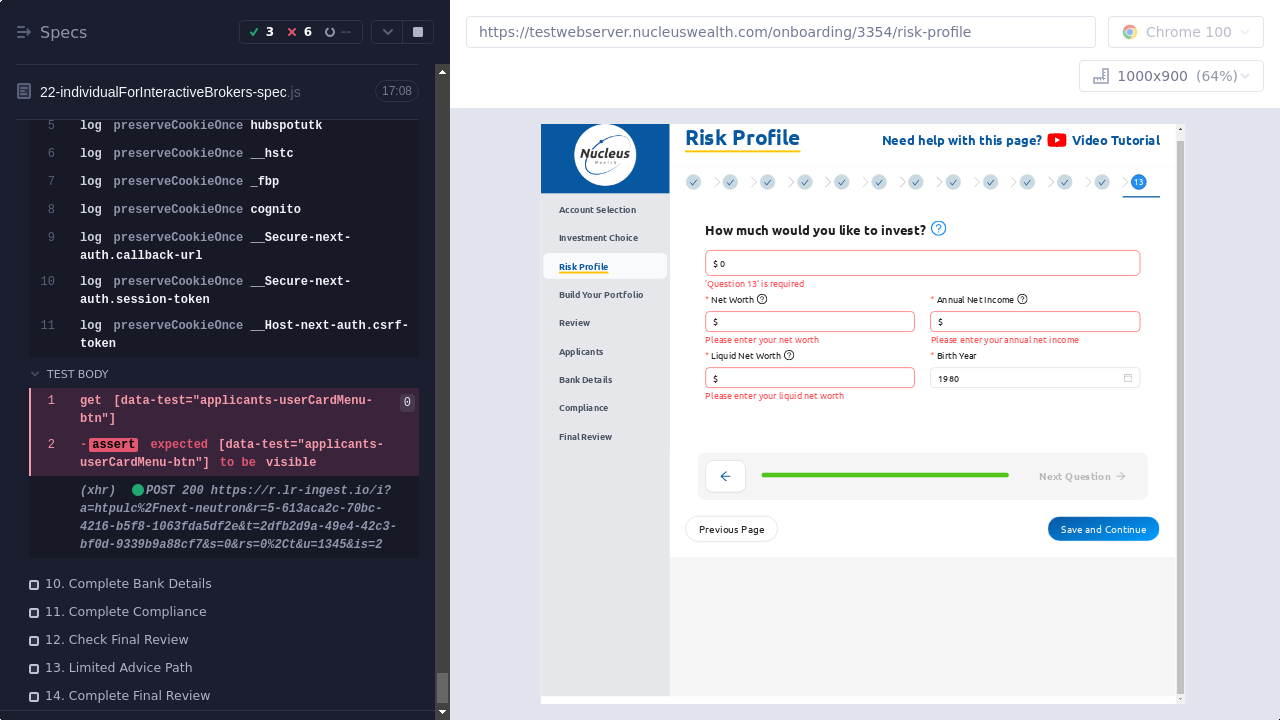 Specs
3
6
--
22-individualForInteractiveBrokers-spec.js
17:08
5 log preserveCookieOnce hubspotutk
6 log preserveCookieOnce __hstc
7 log preserveCookieOnce _fbp
8 log preserveCookieOnce cognito
9 log preserveCookieOnce __Secure-next-
auth.callback-url
10 log preserveCookieOnce __Secure-next-
auth.session-token
11 log preserveCookieOnce __Host-next-auth.csrf-
token
TEST BODY
1 get [data-test="applicants-userCardMenu-
btn"]
0
2 -assert expected [data-test="applicants-
userCardMenu-btn"] to be visible
(xhr) POST 200 https://r.lr-ingest.io/i?
a=htpulc%2Fnext-neutron&r=5-613aca2c-70bc-
4216-b5f8-1063fda5df2e&t=2dfb2d9a-49e4-42c3-
bf0d-9339b9a88cf7&s=0&rs=0%2Ct&u=1345&is=2
10. Complete Bank Details
11. Complete Compliance
12. Check Final Review
13. Limited Advice Path
14. Complete Final Review
https://testwebserver.nucleuswealth.com/onboarding/3354/risk-profile
Chrome 100
1000x900 (64%)
Nucleus
Wealth
Account Selection
Investment Choice
Risk Profile
Build Your Portfolio
Review
Applicants
Bank Details
Compliance
Final Review
Risk Profile
Need help with this page? Video Tutorial
13
How much would you like to invest?
$ 0
'Question 13' is required
* Net Worth
$
Please enter your net worth
* Annual Net Income
$
Please enter your annual net income
* Liquid Net Worth
$
Please enter your liquid net worth
* Birth Year
1980
Next Question
Previous Page
Save and Continue